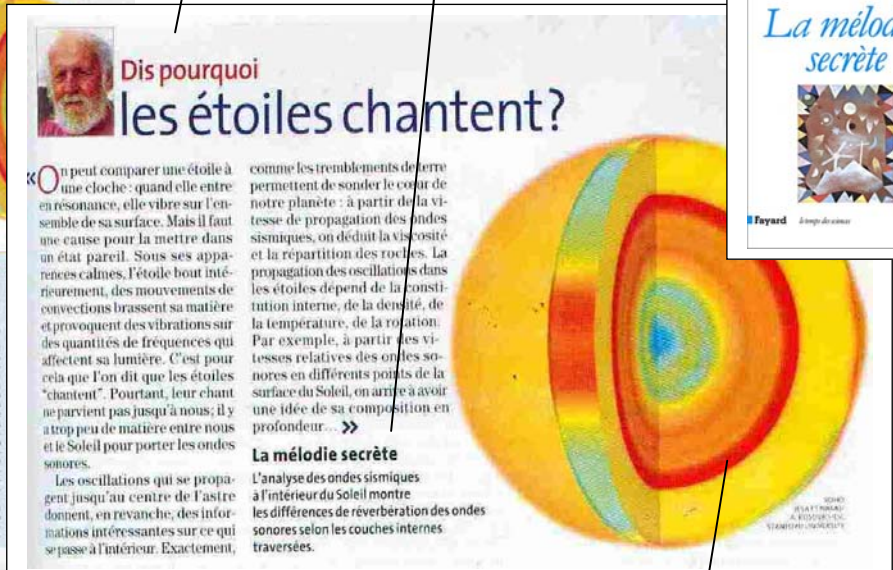 Dis pourquoi
les étoiles chantent?
«On peut comparer une étoile à
une cloche : quand elle entre
en résonance, elle vibre sur l'en-
semble de sa surface. Mais il faut
une cause pour la mettre dans
un état pareil. Sous ses appa-
rences calmes, l'étoile bout inté-
rieurement, des mouvements de
convections brassent sa matière
et provoquent des vibrations sur
des quantités de fréquences qui
affectent sa lumière. C'est pour
cela que l'on dit que les étoiles
"chantent". Pourtant, leur chant
ne parvient pas jusqu'à nous; il y
a trop peu de matière entre nous
et le Soleil pour porter les ondes
sonores.
Les oscillations qui se propa-
gent jusqu'au centre de l'astre
donnent, en revanche, des infor-
mations intéressantes sur ce qui
se passe à l'intérieur. Exactement,
comme les tremblements de terre
permettent de sonder le cœur de
notre planète : à partir de la vi-
tesse de propagation des ondes
sismiques, on déduit la viscosité
et la répartition des roches. La
propagation des oscillations dans
les étoiles dépend de la consti-
tution interne, de la densité, de
la température, de la rotation.
Par exemple, à partir des vi-
tesses relatives des ondes so-
nores en différents points de la
surface du Soleil, on arrive à avoir
une idée de sa composition en
profondeur... »
La mélodie secrète
L'analyse des ondes sismiques
à l'intérieur du Soleil montre
les différences de réverbération des ondes
sonores selon les couches internes
traversées.
SOHO
STANFORD UNIVERSITY
La mélod
secrète
Fayard
le temps des sciences